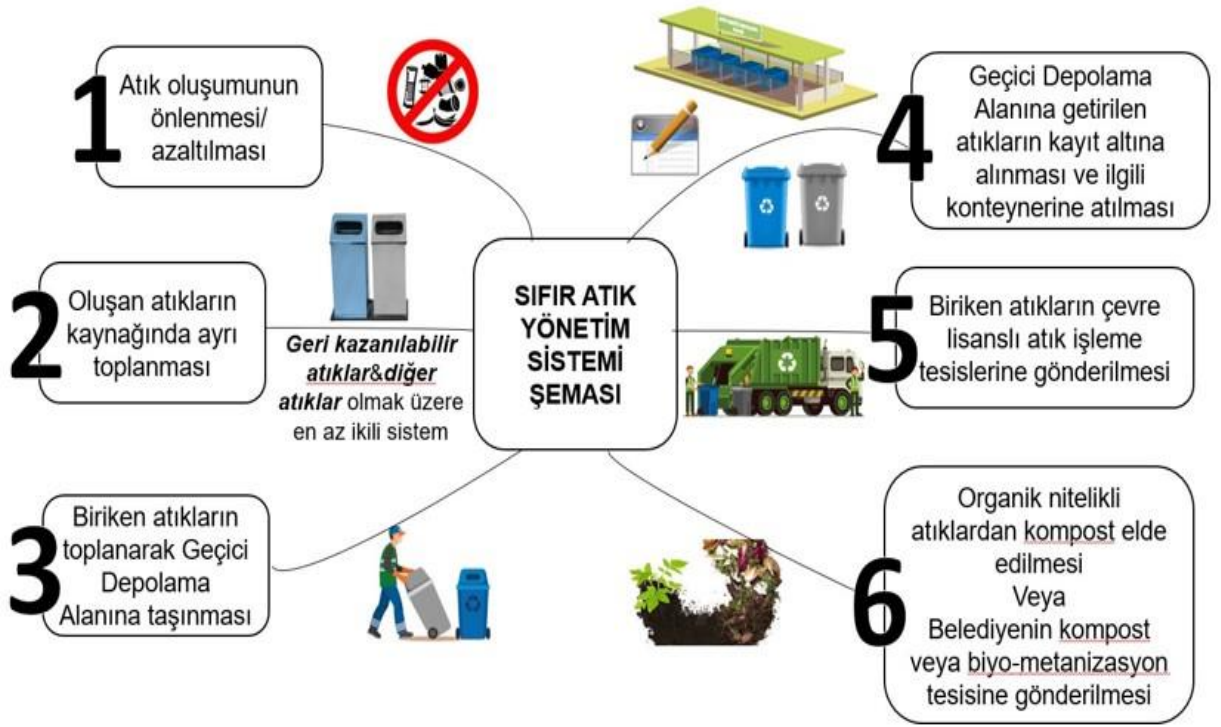 1
Atık oluşumunun
önlenmesi/
azaltılması
2
Oluşan atıkların
kaynağında ayrı
toplanması
Geri kazanılabilir
atıklar&diğer
atıklar olmak üzere
en az ikili sistem
3
Biriken atıkların
toplanarak Geçici
Depolama
Alanına taşınması
SIFIR ATIK
YÖNETİM
SİSTEMİ
ŞEMASI
4
Geçici Depolama
Alanına getirilen
atıkların kayıt altına
alınması ve ilgili
konteynerine atılması
5
Biriken atıkların çevre
lisanslı atık işleme
tesislerine gönderilmesi
6
Organik nitelikli
atıklardan kompost elde
edilmesi
Veya
Belediyenin kompost
veya biyo-metanizasyon
tesisine gönderilmesi